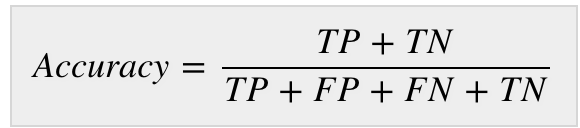 Accuracy = TP + TN / TP + FP + FN + TN